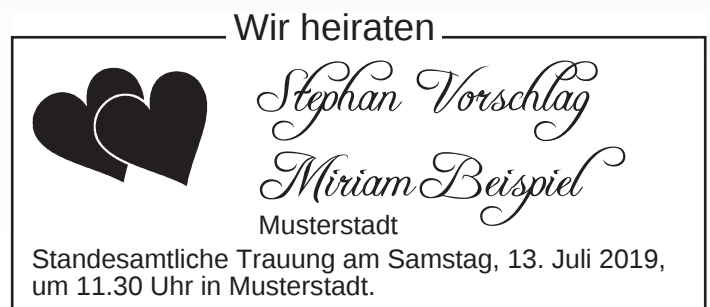 Wir heiraten
Stephan Vorschlag
Miriam Beispiel
Musterstadt
Standesamtliche Trauung am Samstag, 13. Juli 2019,
um 11.30 Uhr in Musterstadt.